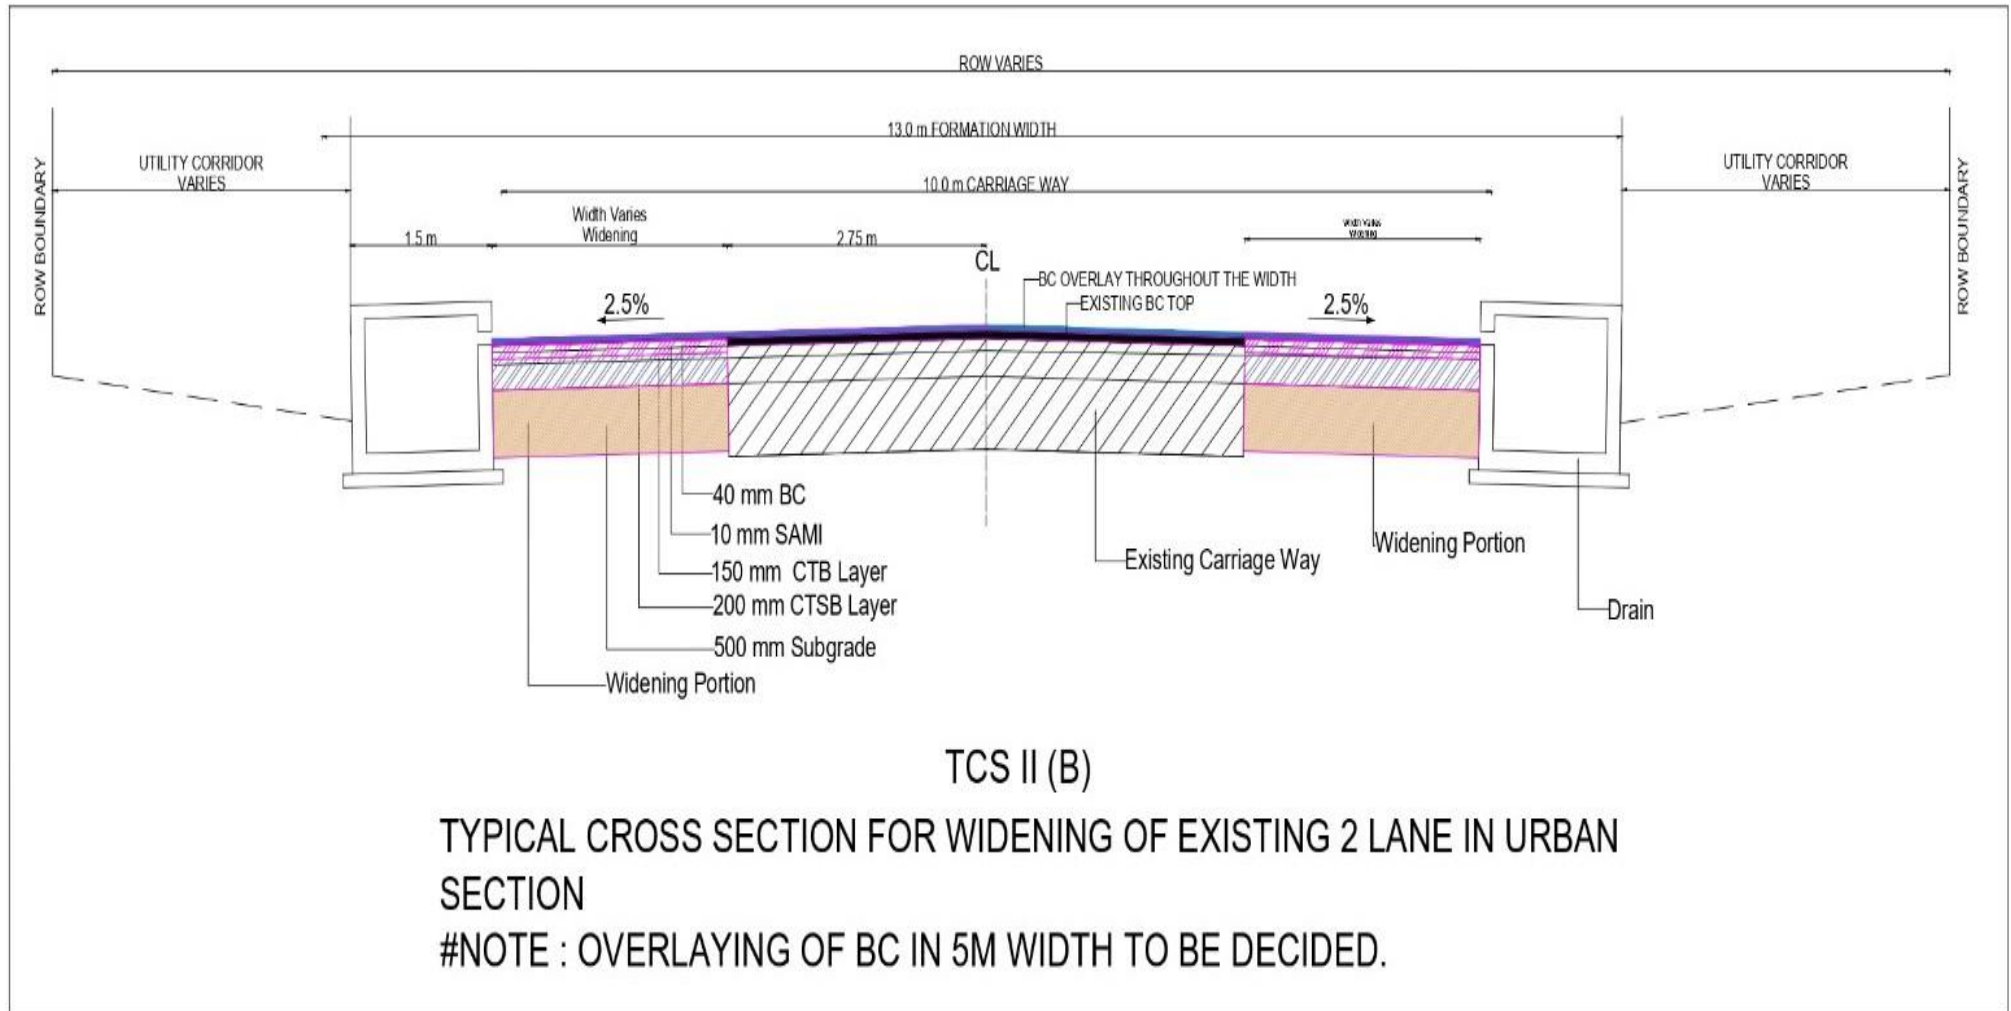 ROW VARIES
13.0 m FORMATION WIDTH
UTILITY CORRIDOR
VARIES
UTILITY CORRIDOR
VARIES
ROW BOUNDARY
ROW BOUNDARY
10.0 m CARRIAGE WAY
Width Varies
Widening
Width Varies
Widening
1.5 m
2.75 m
CL
BC OVERLAY THROUGHOUT THE WIDTH
EXISTING BC TOP
2.5%
2.5%
40 mm BC
10 mm SAMI
150 mm CTB Layer
200 mm CTSB Layer
500 mm Subgrade
Widening Portion
Existing Carriage Way
Widening Portion
Drain
TCS II (B)
TYPICAL CROSS SECTION FOR WIDENING OF EXISTING 2 LANE IN URBAN
SECTION
#NOTE : OVERLAYING OF BC IN 5M WIDTH TO BE DECIDED.